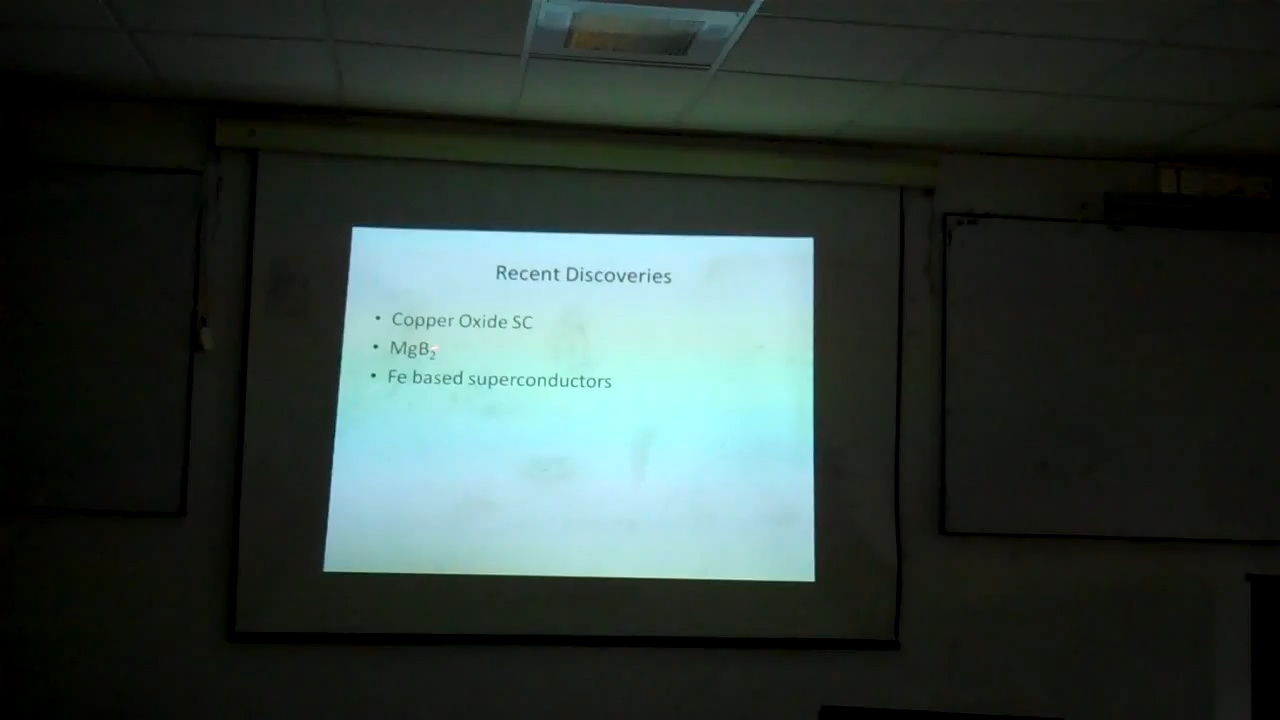 Recent Discoveries
• Copper Oxide SC
• MgB₂
• Fe based superconductors